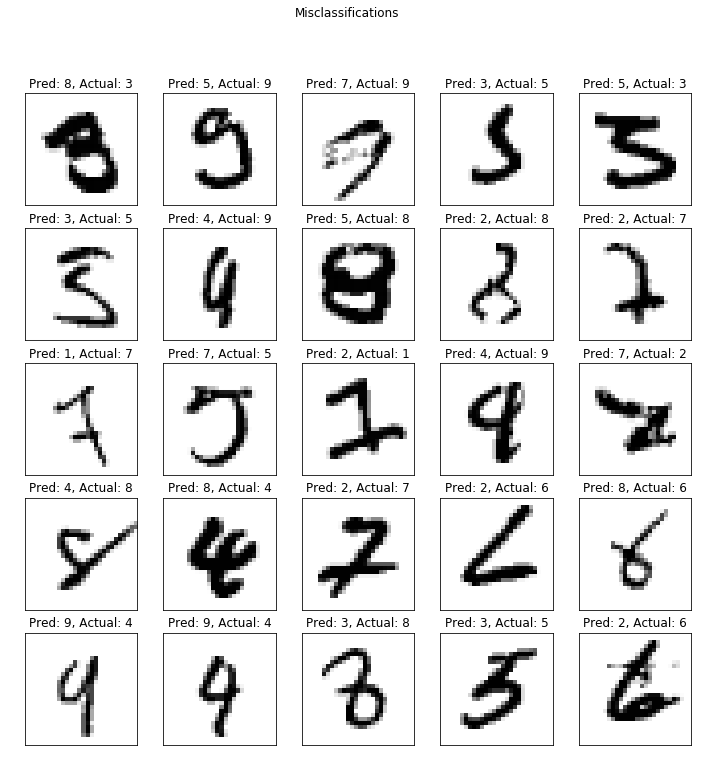 Misclassifications
Pred: 8, Actual: 3 Pred: 5, Actual: 9 Pred: 7, Actual: 9 Pred: 3, Actual: 5 Pred: 5, Actual: 3
Pred: 3, Actual: 5 Pred: 4, Actual: 9 Pred: 5, Actual: 8 Pred: 2, Actual: 8 Pred: 2, Actual: 7
Pred: 1, Actual: 7 Pred: 7, Actual: 5 Pred: 2, Actual: 1 Pred: 4, Actual: 9 Pred: 7, Actual: 2
Pred: 4, Actual: 8 Pred: 8, Actual: 4 Pred: 2, Actual: 7 Pred: 2, Actual: 6 Pred: 8, Actual: 6
Pred: 9, Actual: 4 Pred: 9, Actual: 4 Pred: 3, Actual: 8 Pred: 3, Actual: 5 Pred: 2, Actual: 6